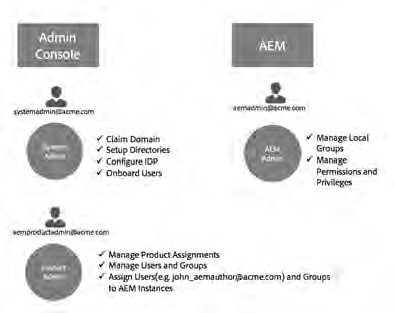 Admin
Console
AEM
systemadmin@acme.com
aemadmin@acme.com
System
Admin
✓ Claim Domain
✓ Setup Directories
✓ Configure IDP
✓ Onboard Users
AEM
Admin
✓ Manage Local
Groups
✓ Manage
Permissions and
Privileges
aemproductadmin@acme.com
Product
Admin
✓ Manage Product Assignments
✓ Manage Users and Groups
✓ Assign Users(e.g. john_aemauthor@acme.com) and Groups
to AEM Instances